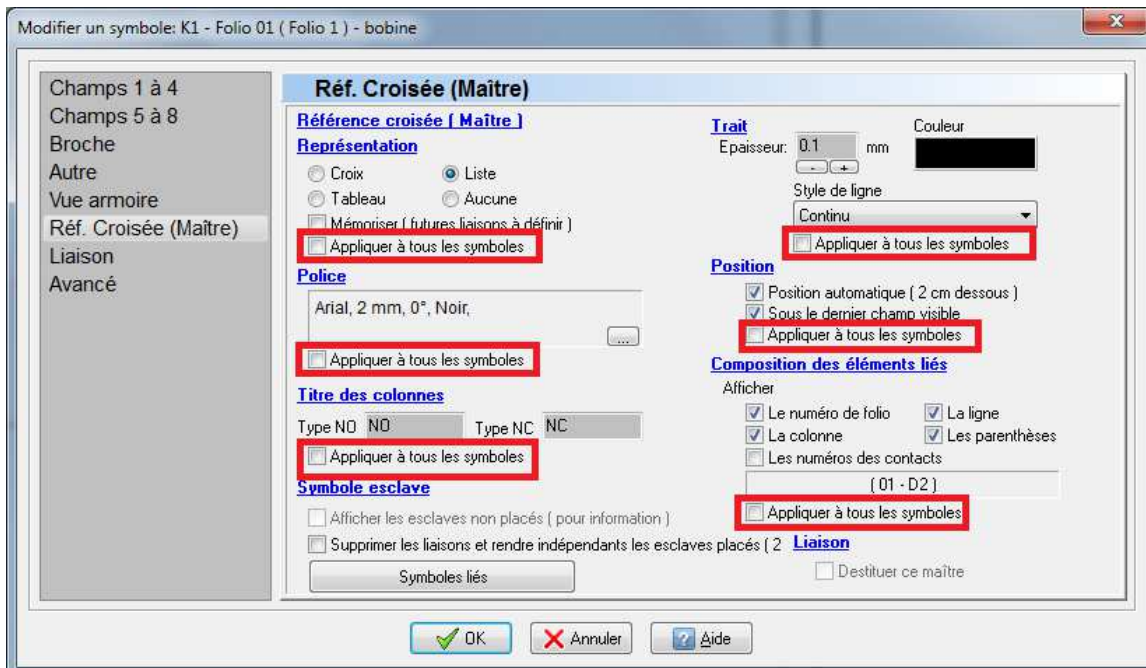 Modifier un symbole: K1 - Folio 01 ( Folio 1 ) - bobine
Champs 1 à 4
Champs 5 à 8
Broche
Autre
Vue armoire
Réf. Croisée (Maître)
Liaison
Avancé
Réf. Croisée (Maître)
Référence croisée ( Maître )
Représentation
Croix
Liste
Tableau
Aucune
Mémoriser ( futures liaisons à définir )
Appliquer à tous les symboles
Police
Arial, 2 mm, 0°, Noir,
...
Appliquer à tous les symboles
Titre des colonnes
Type NO NO Type NC NC
Appliquer à tous les symboles
Symbole esclave
Afficher les esclaves non placés ( pour information )
Supprimer les liaisons et rendre indépendants les esclaves placés ( 2
Symboles liés
Trait
Epaisseur: 0.1 mm
- +
Couleur
Style de ligne
Continu
Appliquer à tous les symboles
Position
Position automatique ( 2 cm dessous )
Sous le dernier champ visible
Appliquer à tous les symboles
Composition des éléments liés
Afficher
Le numéro de folio
La ligne
La colonne
Les parenthèses
Les numéros des contacts
( 01 - D2 )
Appliquer à tous les symboles
Liaison
Destituer ce maître
OK
Annuler
? Aide